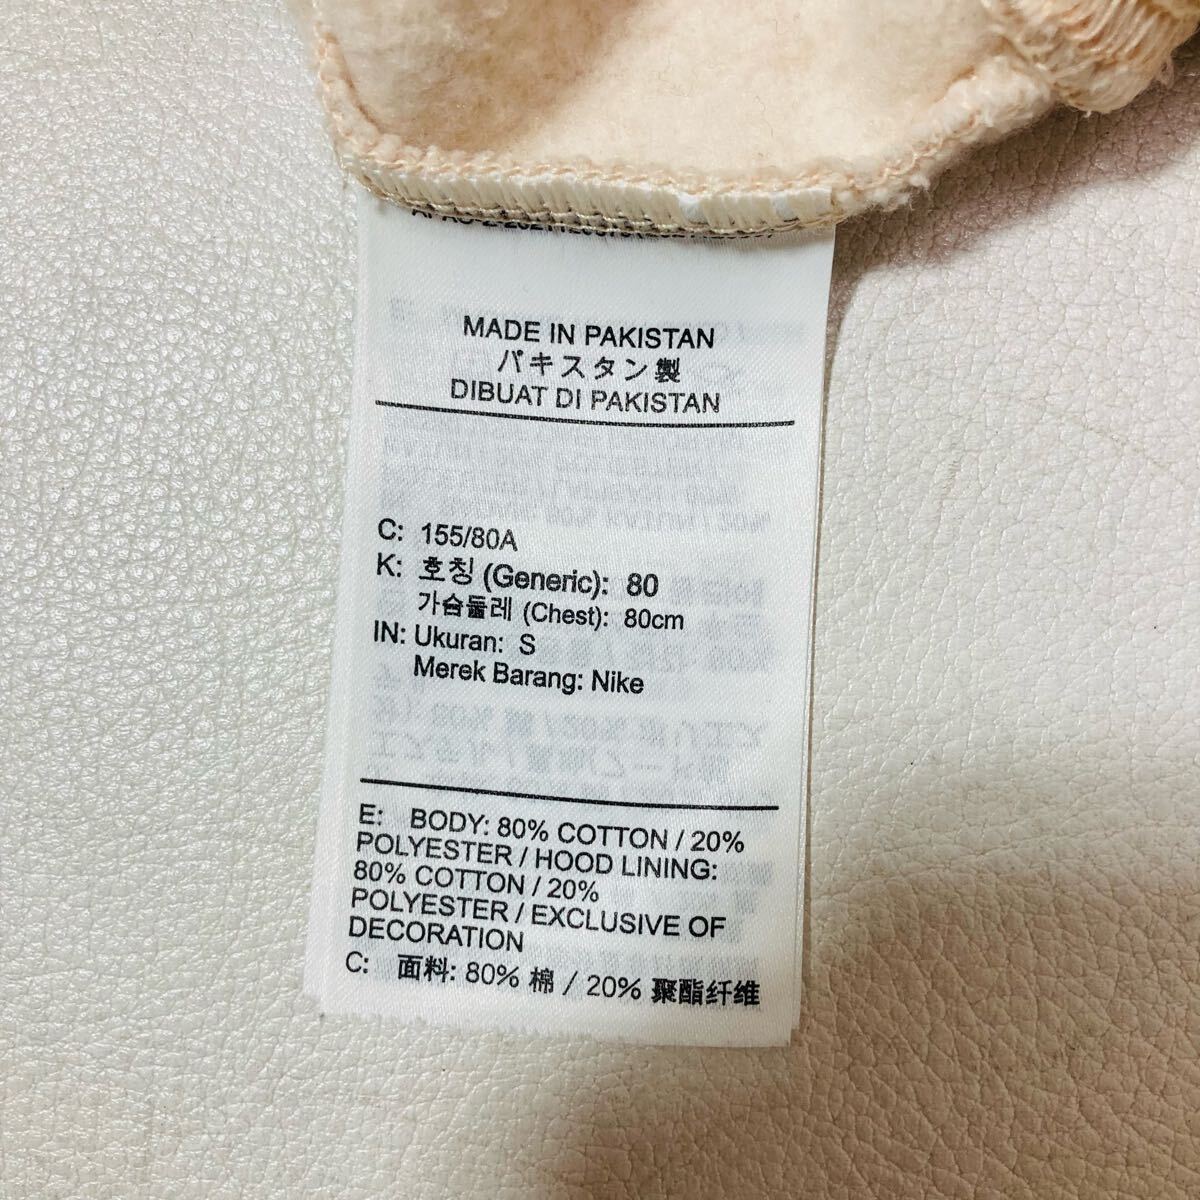 MADE IN PAKISTAN
パキスタン製
DIBUAT DI PAKISTAN
C: 155/80A
K: 호칭 (Generic): 80
가슴둘레 (Chest): 80cm
IN: Ukuran: S
Merek Barang: Nike
E: BODY: 80% COTTON / 20%
POLYESTER / HOOD LINING:
80% COTTON / 20%
POLYESTER / EXCLUSIVE OF
DECORATION
C: 面料: 80% 棉 / 20% 聚酯纤维